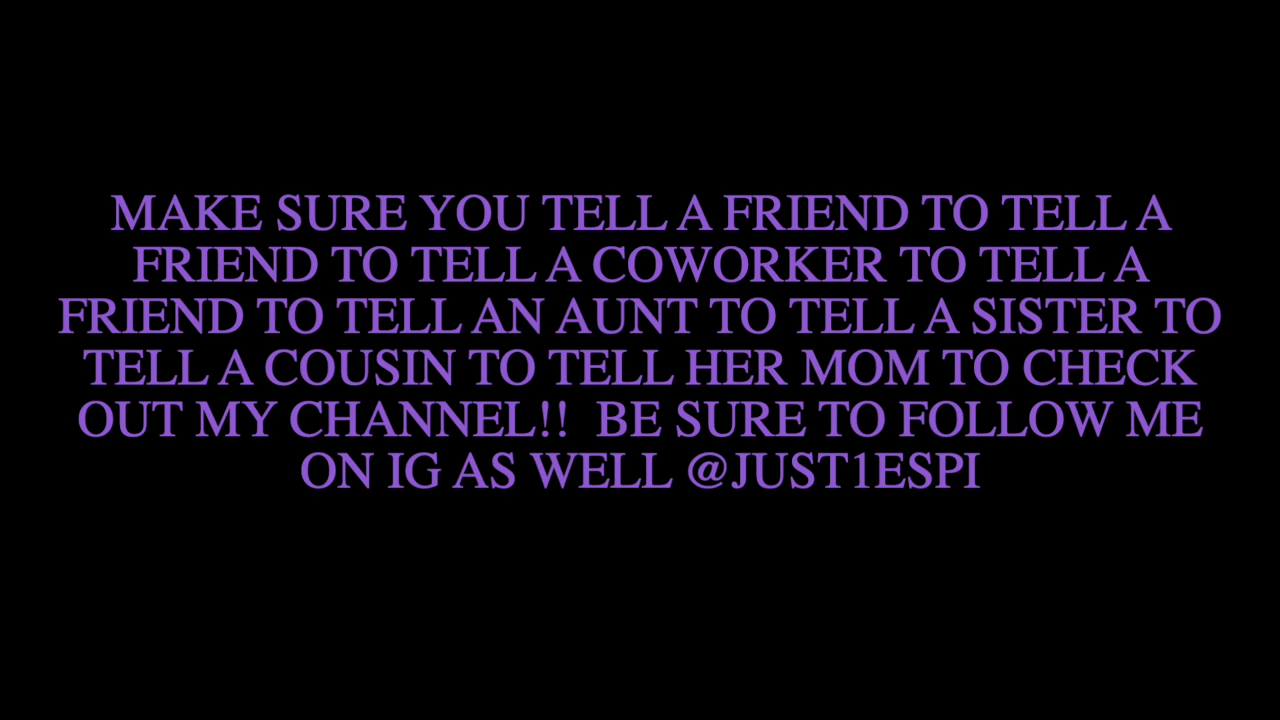 MAKE SURE YOU TELL A FRIEND TO TELL A
FRIEND TO TELL A COWORKER TO TELL A
FRIEND TO TELL AN AUNT TO TELL A SISTER TO
TELL A COUSIN TO TELL HER MOM TO CHECK
OUT MY CHANNEL!!  BE SURE TO FOLLOW ME
ON IG AS WELL @JUST1ESPI